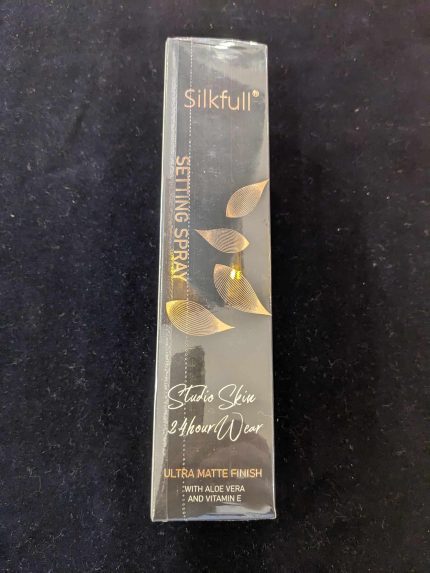 Silkfull®
SETTING SPRAY
Studio Skin
24hour Wear
ULTRA MATTE FINISH
WITH ALOE VERA
AND VITAMIN E